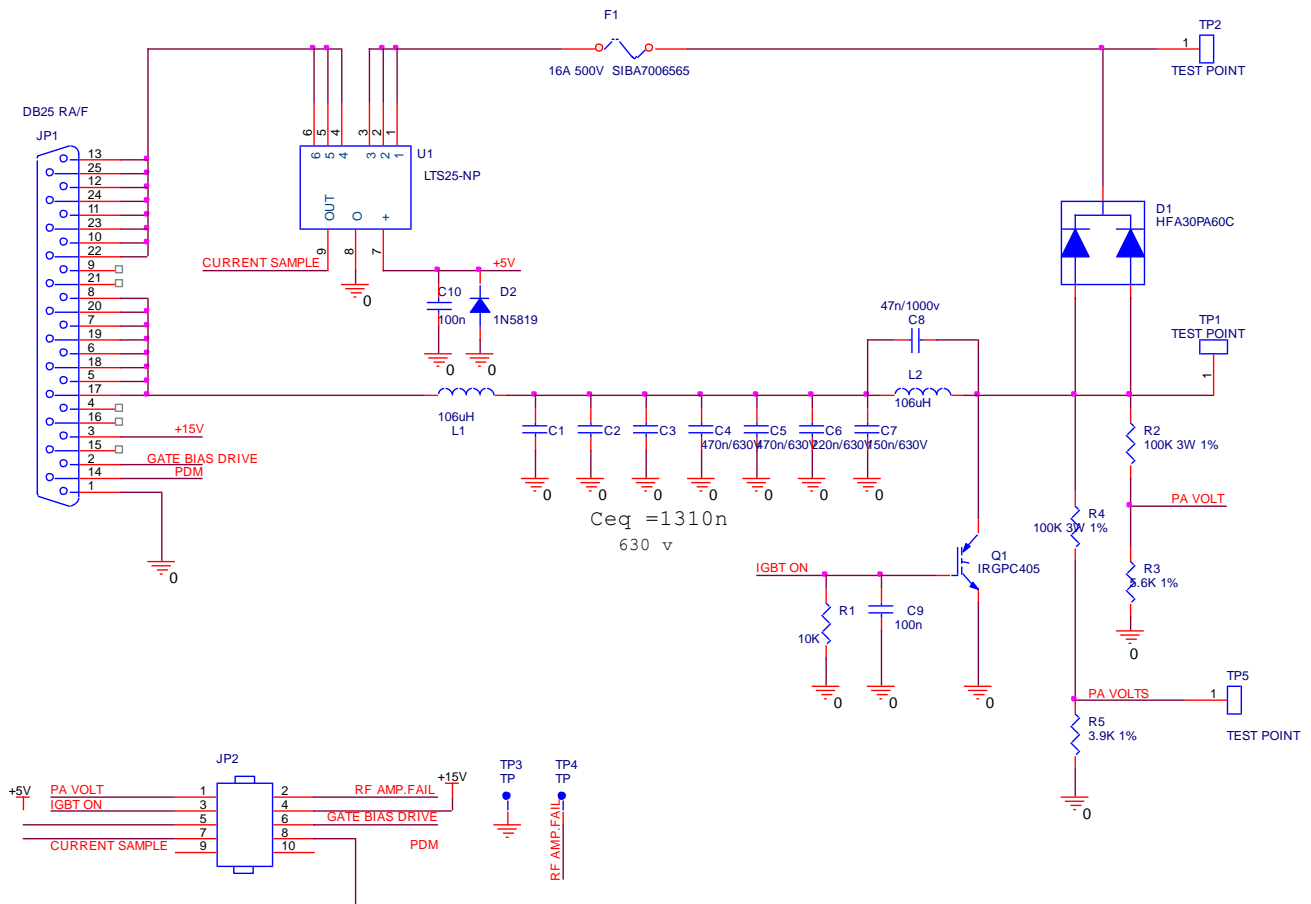 F1
16A 500V SIBA7006565
TP2
1
TEST POINT
DB25 RA/F
JP1
13
25
12
24
11
23
10
22
9
21
8
20
7
19
6
18
5
17
4
16
3
15
2
14
1
+15V
GATE BIAS DRIVE
PDM
0
6 5 4 3 2 1
6 5 4 3 2 1
U1
LTS25-NP
OUT O +
9 8 7
CURRENT SAMPLE
0
+5V
C10
100n
D2
1N5819
0 0
D1
HFA30PA60C
TP1
TEST POINT
1
47n/1000v
C8
L2
106uH
106uH
L1
C1 C2 C3 C4 C5 C6 C7
470n/630V 470n/630V 220n/630V 150n/630V
0 0 0 0 0 0 0
Ceq =1310n
630 v
R2
100K 3W 1%
PA VOLT
R4
100K 3W 1%
R3
5.6K 1%
0
Q1
IRGPC405
IGBT ON
R1
10K
C9
100n
0 0 0
PA VOLTS
1
TP5
TEST POINT
R5
3.9K 1%
0
JP2
+5V
PA VOLT 1 2 RF AMP.FAIL
+15V
IGBT ON 3 4
5 6 GATE BIAS DRIVE
7 8
CURRENT SAMPLE 9 10 PDM
TP3
TP
TP4
TP
RF AMP.FAIL